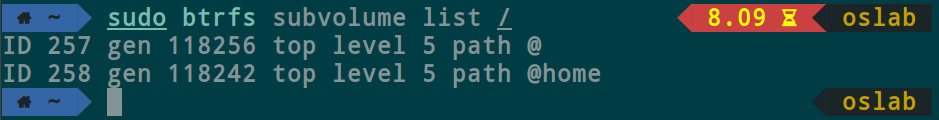 ~ sudo btrfs subvolume list / 8.09 oslab
ID 257 gen 118256 top level 5 path @
ID 258 gen 118242 top level 5 path @home
~ oslab